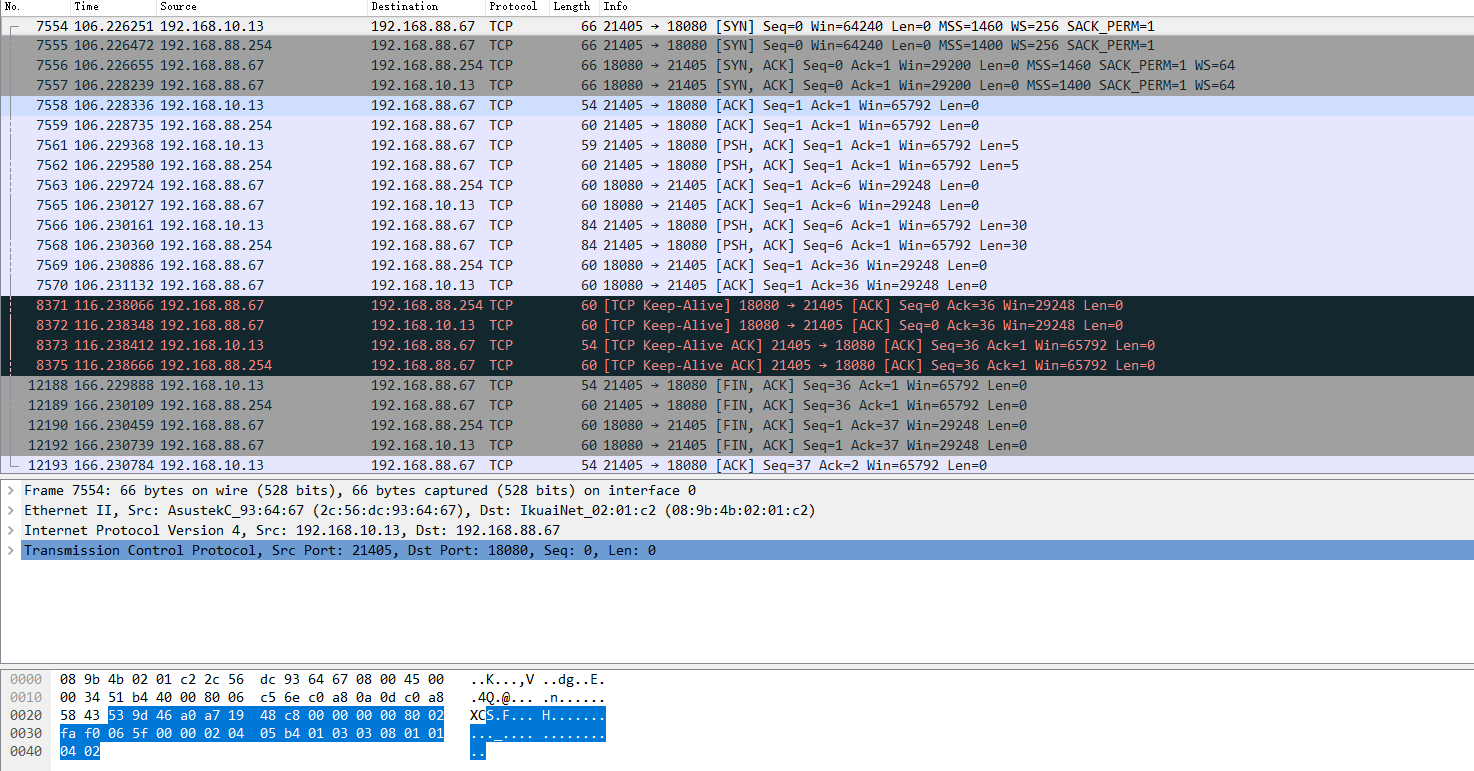 No. Time Source Destination Protocol Length Info
7554 106.226251 192.168.10.13 192.168.88.67 TCP 66 21405 → 18080 [SYN] Seq=0 Win=64240 Len=0 MSS=1460 WS=256 SACK_PERM=1
7555 106.226472 192.168.88.254 192.168.88.67 TCP 66 21405 → 18080 [SYN] Seq=0 Win=64240 Len=0 MSS=1400 WS=256 SACK_PERM=1
7556 106.226655 192.168.88.67 192.168.88.254 TCP 66 18080 → 21405 [SYN, ACK] Seq=0 Ack=1 Win=29200 Len=0 MSS=1460 SACK_PERM=1 WS=64
7557 106.228239 192.168.88.67 192.168.10.13 TCP 66 18080 → 21405 [SYN, ACK] Seq=0 Ack=1 Win=29200 Len=0 MSS=1400 SACK_PERM=1 WS=64
7558 106.228336 192.168.10.13 192.168.88.67 TCP 54 21405 → 18080 [ACK] Seq=1 Ack=1 Win=65792 Len=0
7559 106.228735 192.168.88.254 192.168.88.67 TCP 60 21405 → 18080 [ACK] Seq=1 Ack=1 Win=65792 Len=0
7561 106.229368 192.168.10.13 192.168.88.67 TCP 59 21405 → 18080 [PSH, ACK] Seq=1 Ack=1 Win=65792 Len=5
7562 106.229580 192.168.88.254 192.168.88.67 TCP 60 21405 → 18080 [PSH, ACK] Seq=1 Ack=1 Win=65792 Len=5
7563 106.229724 192.168.88.67 192.168.88.254 TCP 60 18080 → 21405 [ACK] Seq=1 Ack=6 Win=29248 Len=0
7565 106.230127 192.168.88.67 192.168.10.13 TCP 60 18080 → 21405 [ACK] Seq=1 Ack=6 Win=29248 Len=0
7566 106.230161 192.168.10.13 192.168.88.67 TCP 84 21405 → 18080 [PSH, ACK] Seq=6 Ack=1 Win=65792 Len=30
7568 106.230360 192.168.88.254 192.168.88.67 TCP 84 21405 → 18080 [PSH, ACK] Seq=6 Ack=1 Win=65792 Len=30
7569 106.230886 192.168.88.67 192.168.88.254 TCP 60 18080 → 21405 [ACK] Seq=1 Ack=36 Win=29248 Len=0
7570 106.231132 192.168.88.67 192.168.10.13 TCP 60 18080 → 21405 [ACK] Seq=1 Ack=36 Win=29248 Len=0
8371 116.238066 192.168.88.67 192.168.88.254 TCP 60 [TCP Keep-Alive] 18080 → 21405 [ACK] Seq=0 Ack=36 Win=29248 Len=0
8372 116.238348 192.168.88.67 192.168.10.13 TCP 60 [TCP Keep-Alive] 18080 → 21405 [ACK] Seq=0 Ack=36 Win=29248 Len=0
8373 116.238412 192.168.10.13 192.168.88.67 TCP 54 [TCP Keep-Alive ACK] 21405 → 18080 [ACK] Seq=36 Ack=1 Win=65792 Len=0
8375 116.238666 192.168.88.254 192.168.88.67 TCP 60 [TCP Keep-Alive ACK] 21405 → 18080 [ACK] Seq=36 Ack=1 Win=65792 Len=0
12188 166.229888 192.168.10.13 192.168.88.67 TCP 54 21405 → 18080 [FIN, ACK] Seq=36 Ack=1 Win=65792 Len=0
12189 166.230109 192.168.88.254 192.168.88.67 TCP 60 21405 → 18080 [FIN, ACK] Seq=36 Ack=1 Win=65792 Len=0
12190 166.230459 192.168.88.67 192.168.88.254 TCP 60 18080 → 21405 [FIN, ACK] Seq=1 Ack=37 Win=29248 Len=0
12192 166.230739 192.168.88.67 192.168.10.13 TCP 60 18080 → 21405 [FIN, ACK] Seq=1 Ack=37 Win=29248 Len=0
12193 166.230784 192.168.10.13 192.168.88.67 TCP 54 21405 → 18080 [ACK] Seq=37 Ack=2 Win=65792 Len=0
Frame 7554: 66 bytes on wire (528 bits), 66 bytes captured (528 bits) on interface 0
Ethernet II, Src: AsustekC_93:64:67 (2c:56:dc:93:64:67), Dst: IkuaiNet_02:01:c2 (08:9b:4b:02:01:c2)
Internet Protocol Version 4, Src: 192.168.10.13, Dst: 192.168.88.67
Transmission Control Protocol, Src Port: 21405, Dst Port: 18080, Seq: 0, Len: 0
0000 08 9b 4b 02 01 c2 2c 56 dc 93 64 67 08 00 45 00 ..K...,V ..dg..E.
0010 00 34 51 b4 40 00 80 06 c5 6e c0 a8 0a 0d c0 a8 .4Q.@... .n......
0020 58 43 53 9d 46 a0 a7 19 48 c8 00 00 00 00 80 02 XCS.F... H.......
0030 fa f0 06 5f 00 00 02 04 05 b4 01 03 03 08 01 01 ..._.... ........
0040 04 02 ..